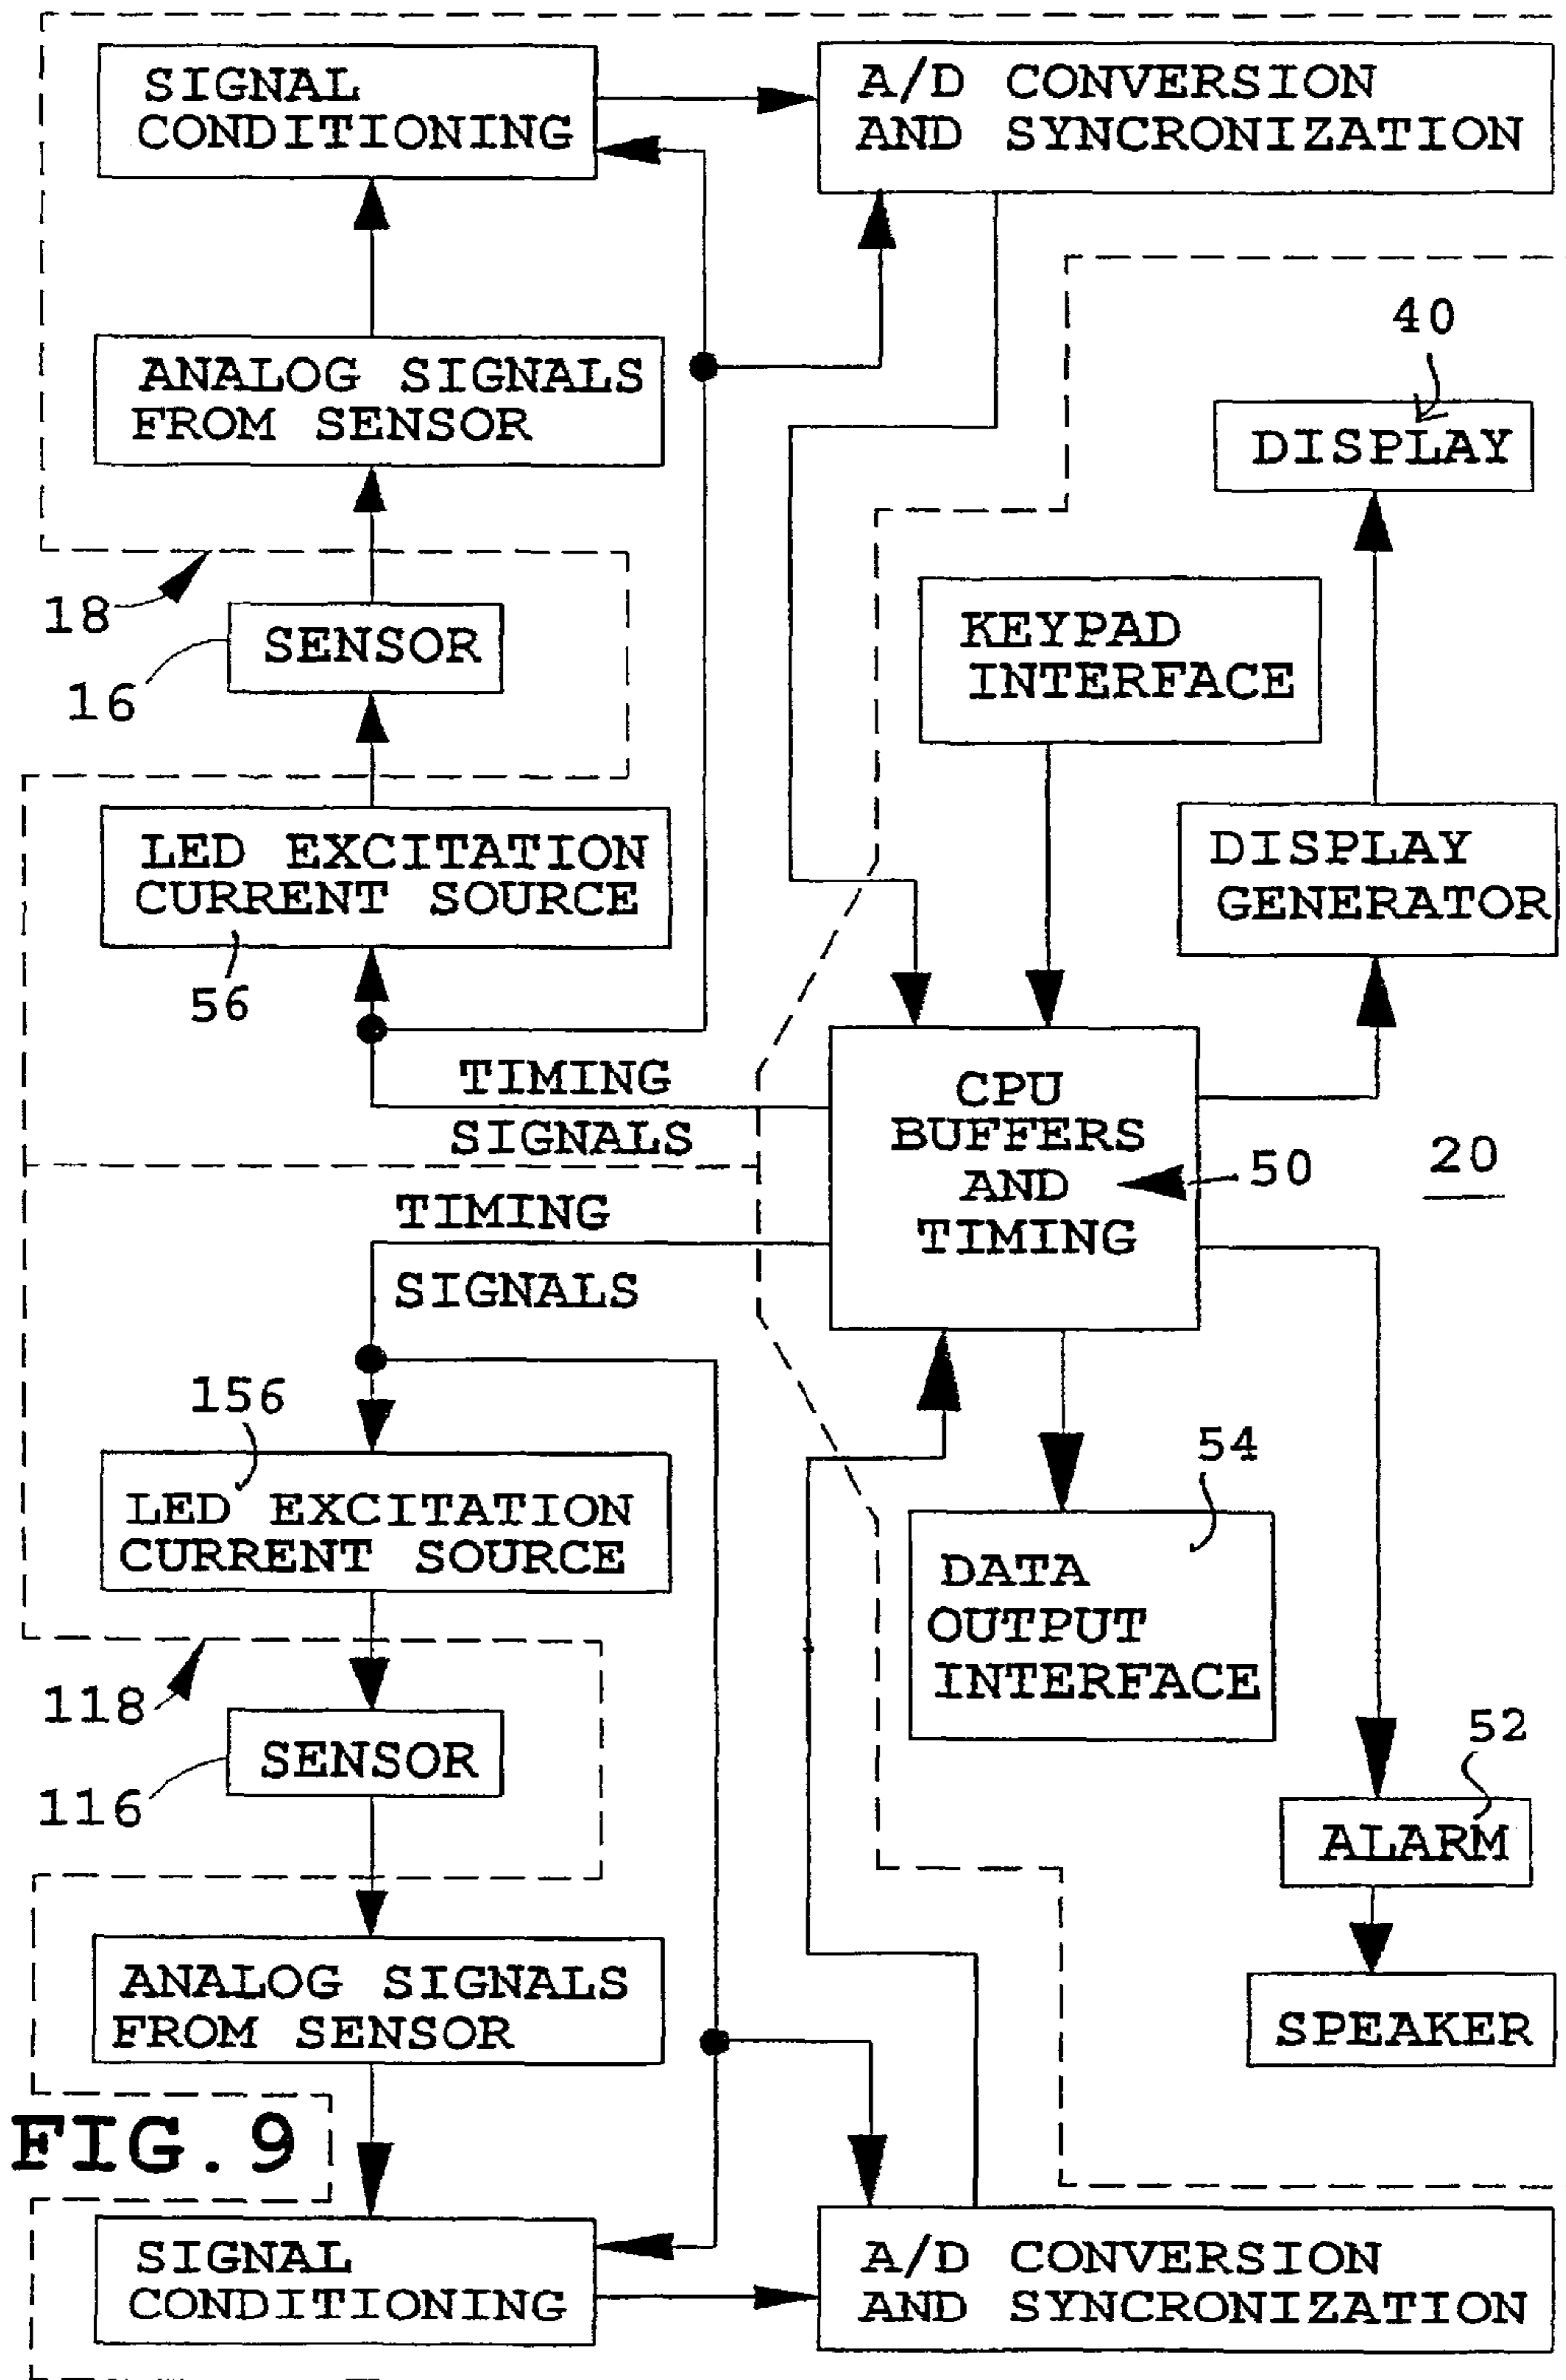 SIGNAL
CONDITIONING
A/D CONVERSION
AND SYNCRONIZATION
ANALOG SIGNALS
FROM SENSOR
40
DISPLAY
18
SENSOR
16
KEYPAD
INTERFACE
LED EXCITATION
CURRENT SOURCE
56
DISPLAY
GENERATOR
TIMING
SIGNALS
CPU
BUFFERS
AND
TIMING
50
20
TIMING
SIGNALS
156
LED EXCITATION
CURRENT SOURCE
54
DATA
OUTPUT
INTERFACE
118
SENSOR
116
52
ALARM
ANALOG SIGNALS
FROM SENSOR
SPEAKER
FIG. 9
SIGNAL
CONDITIONING
A/D CONVERSION
AND SYNCRONIZATION